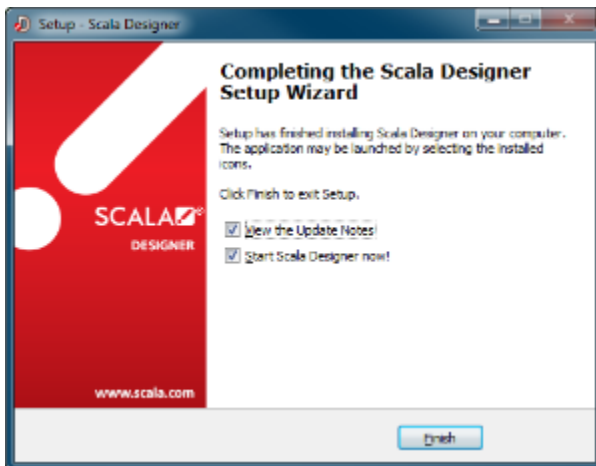 Setup - Scala Designer
Completing the Scala Designer
Setup Wizard
Setup has finished installing Scala Designer on your computer.
The application may be launched by selecting the installed
icons.
Click Finish to exit Setup.
View the Update Notes
Start Scala Designer now!
SCALA®
DESIGNER
www.scala.com
Finish